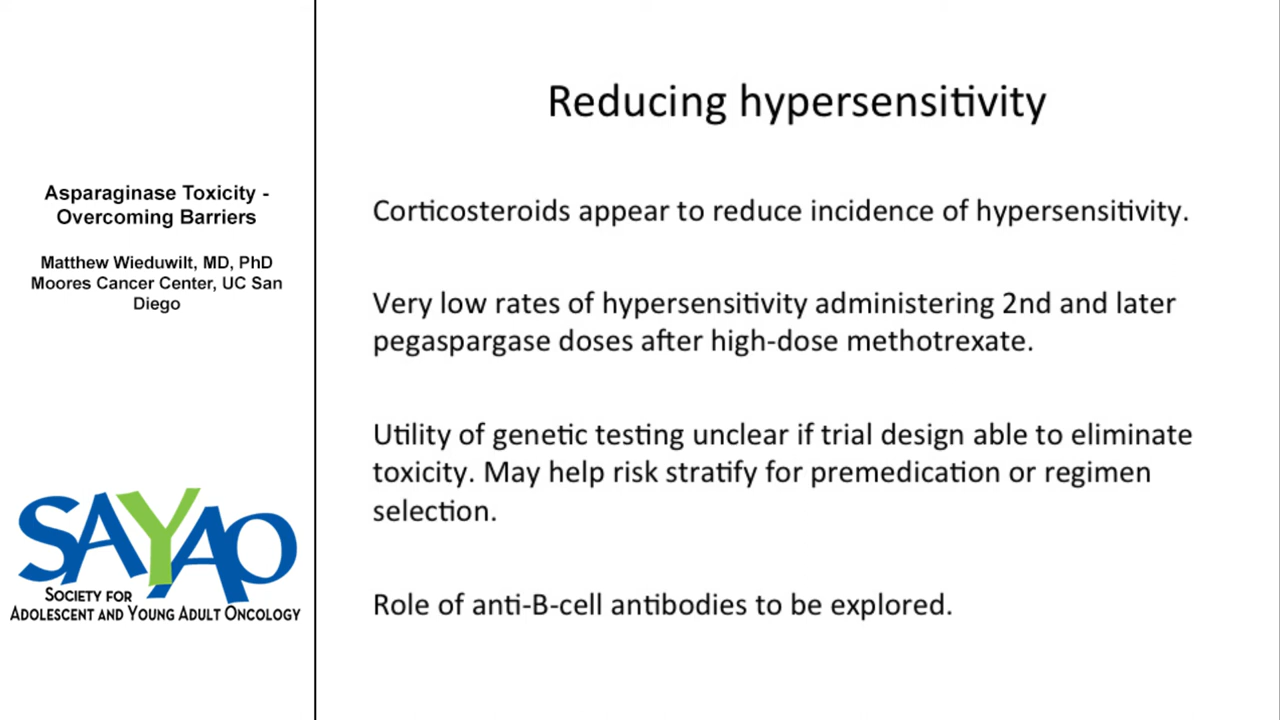 Asparaginase Toxicity -
Overcoming Barriers
Matthew Wieduwilt, MD, PhD
Moores Cancer Center, UC San
Diego
SAYAO
SOCIETY FOR
ADOLESCENT AND YOUNG ADULT ONCOLOGY
Reducing hypersensitivity
Corticosteroids appear to reduce incidence of hypersensitivity.
Very low rates of hypersensitivity administering 2nd and later
pegaspargase doses after high-dose methotrexate.
Utility of genetic testing unclear if trial design able to eliminate
toxicity. May help risk stratify for premedication or regimen
selection.
Role of anti-B-cell antibodies to be explored.